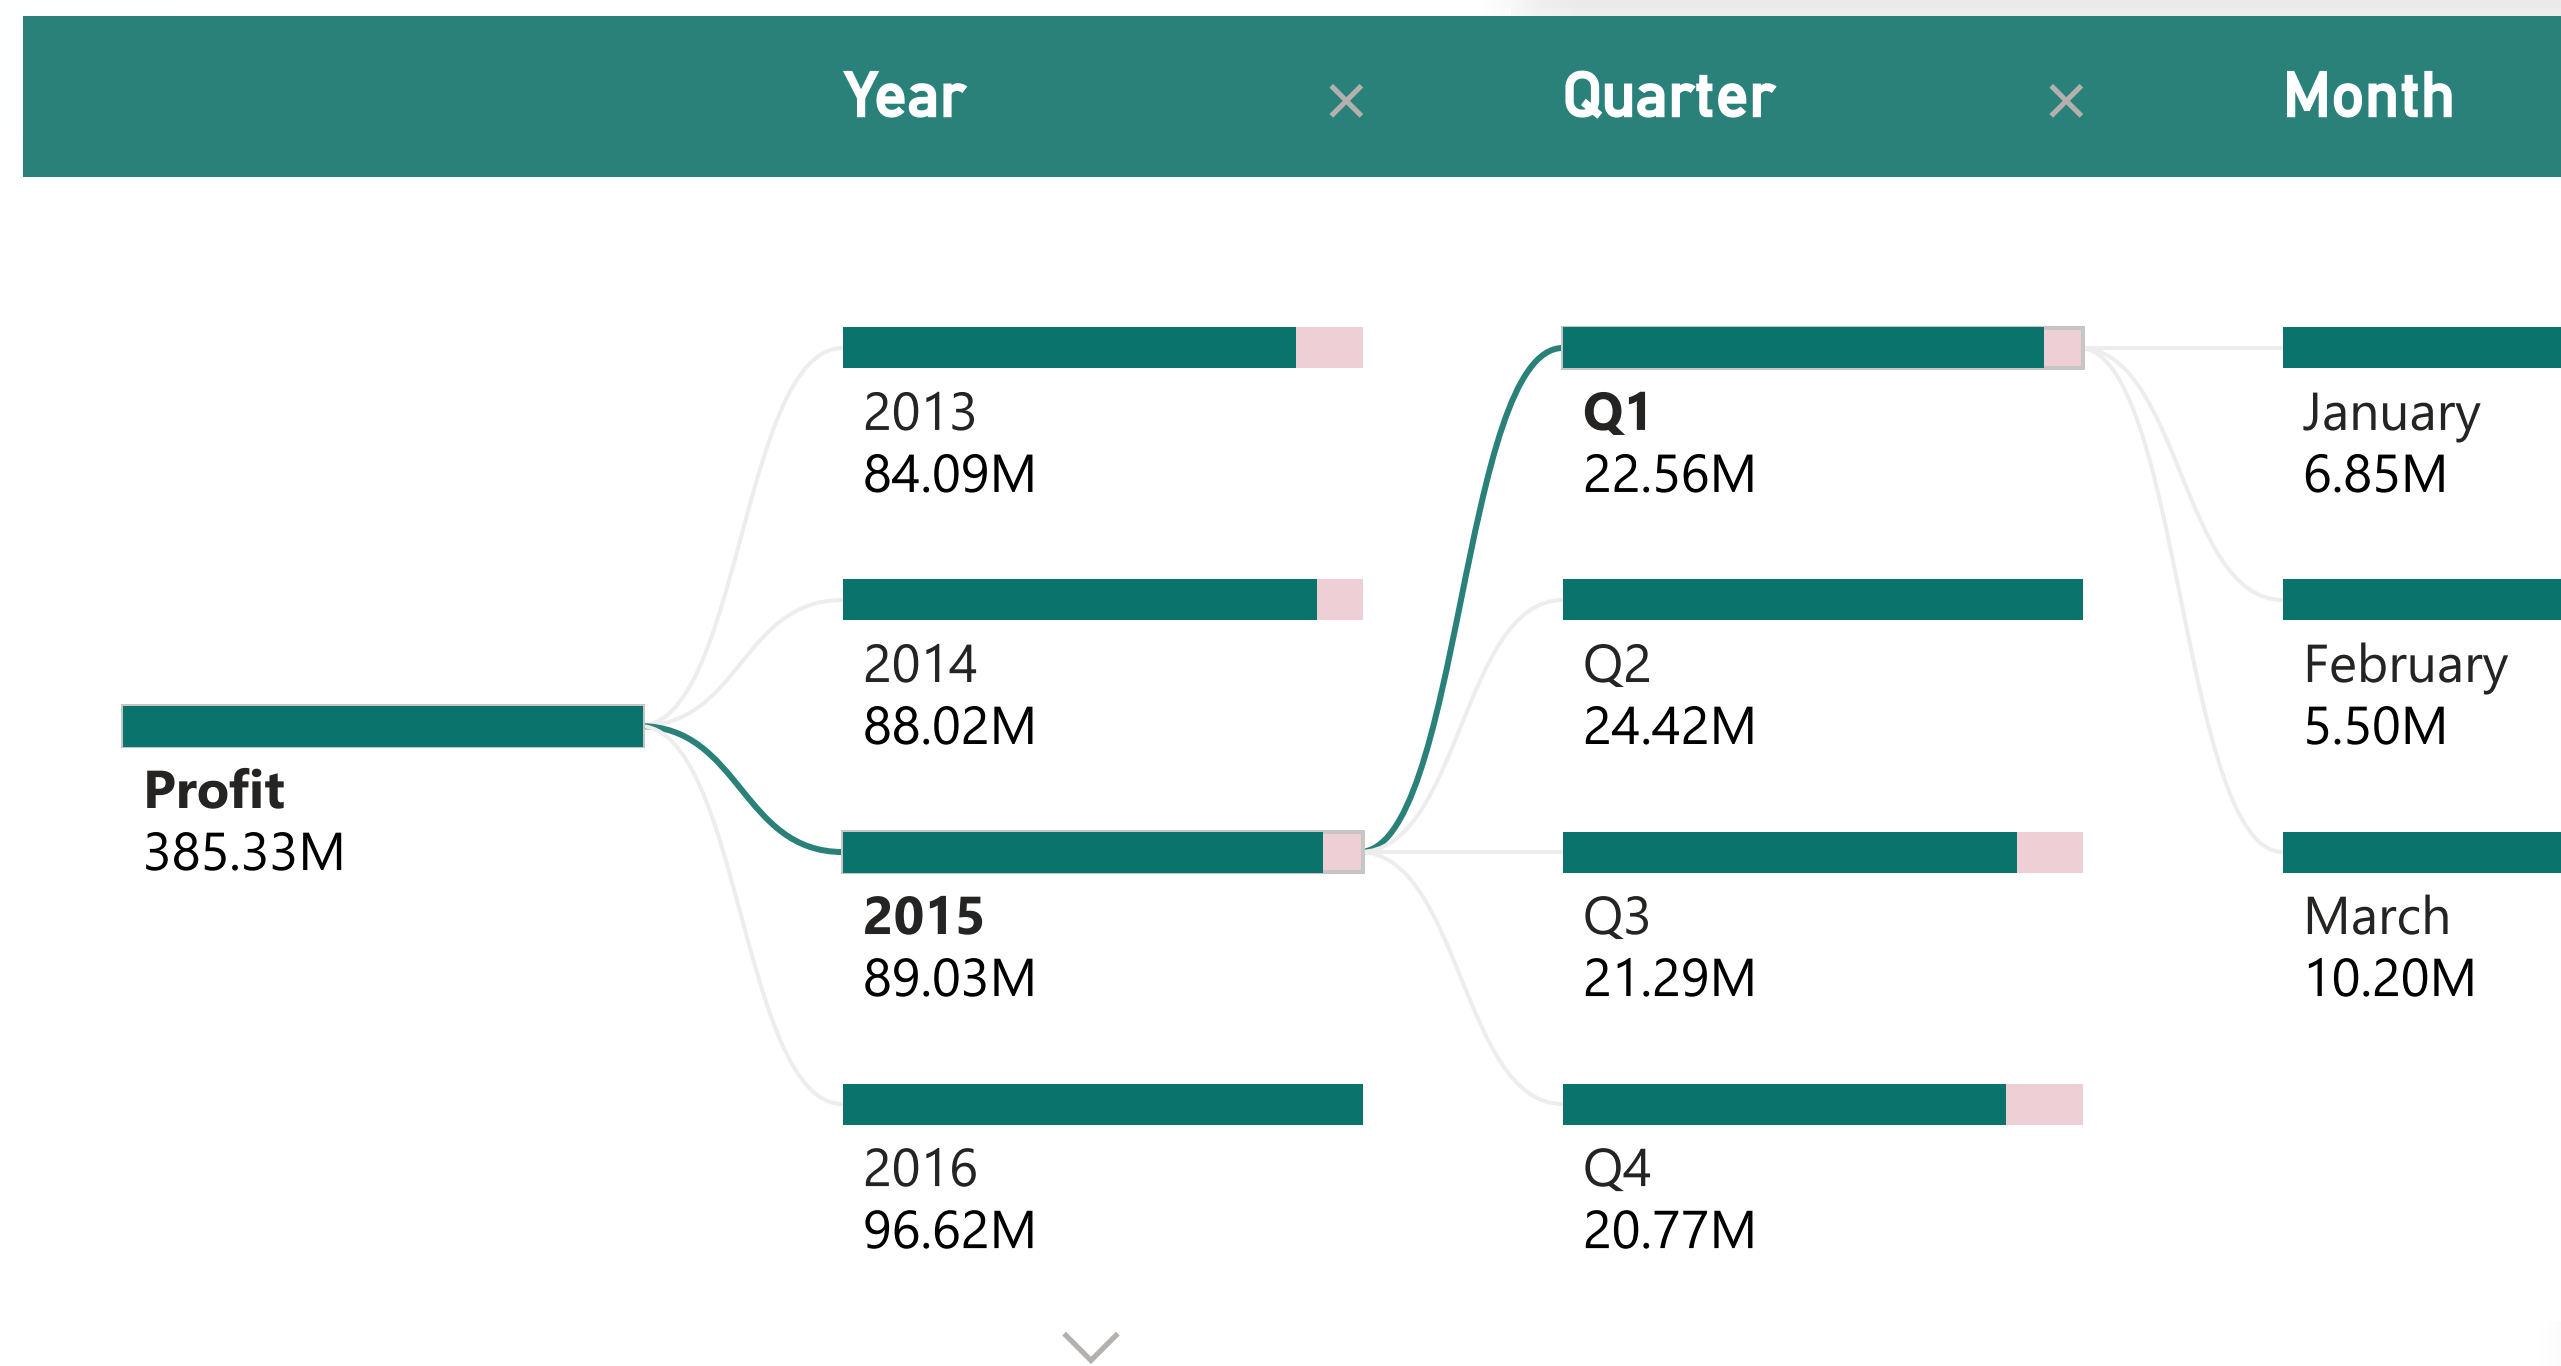 Year
Quarter
Month
Profit
385.33M
2013
84.09M
2014
88.02M
2015
89.03M
2016
96.62M
Q1
22.56M
Q2
24.42M
Q3
21.29M
Q4
20.77M
January
6.85M
February
5.50M
March
10.20M